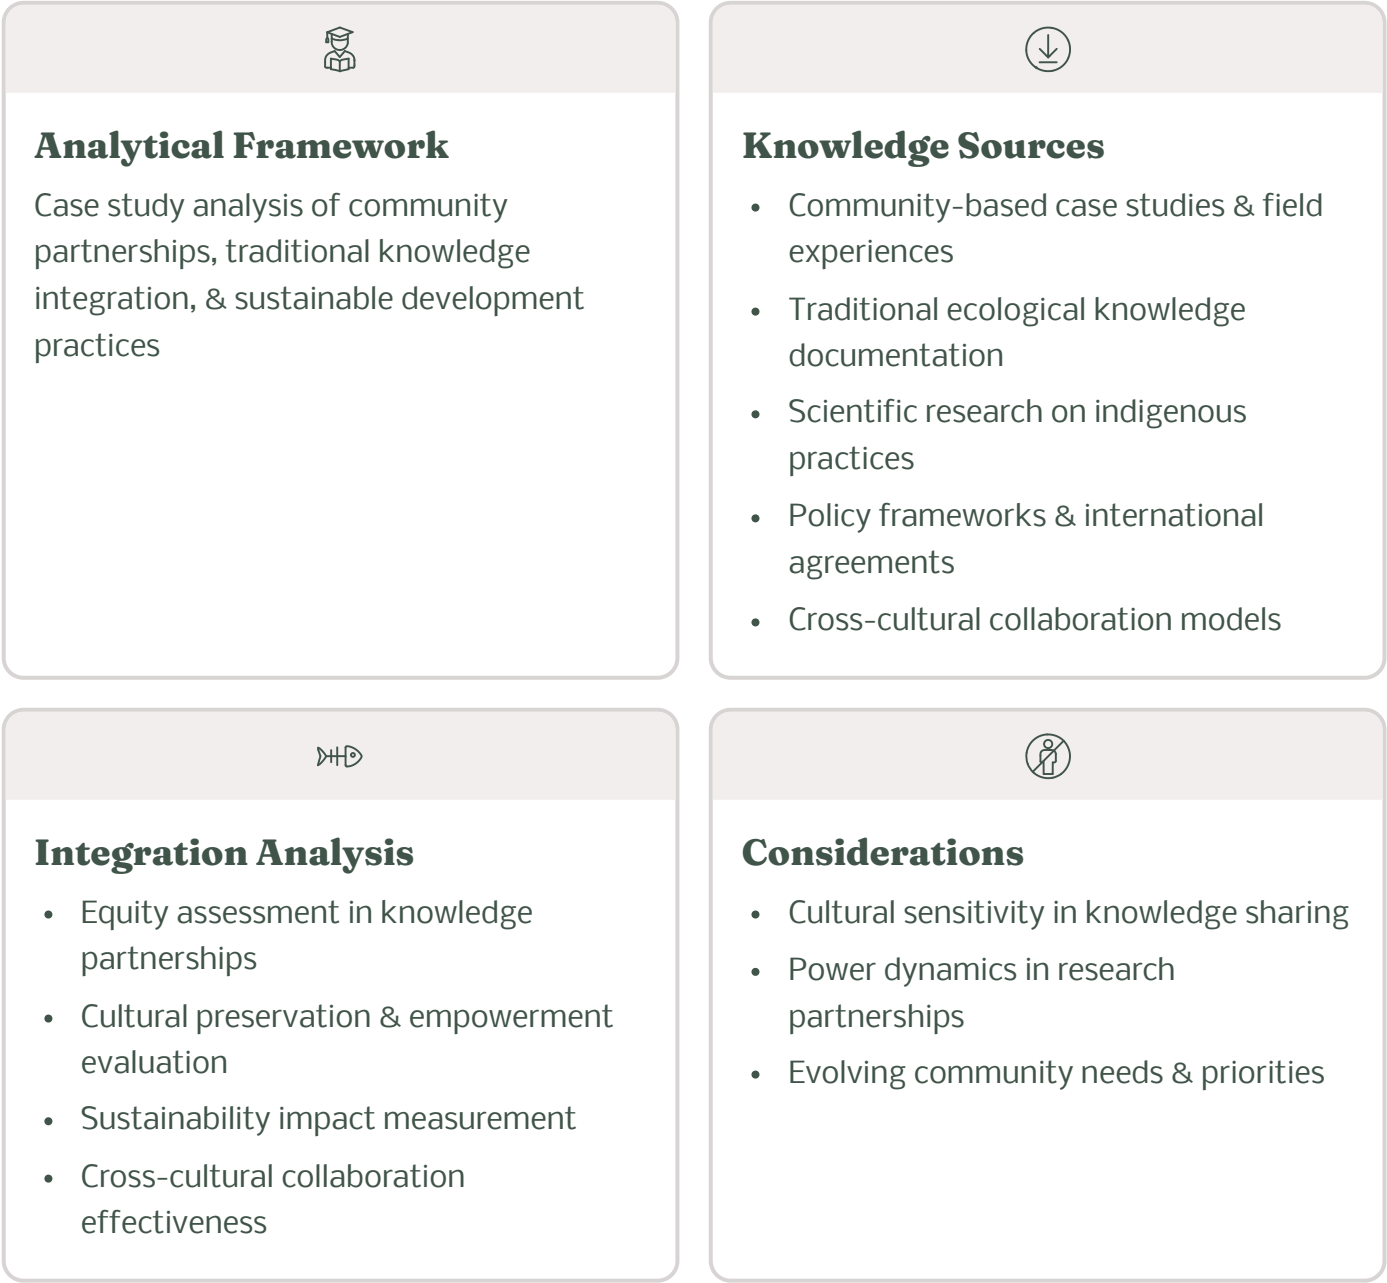 Analytical Framework
Case study analysis of community
partnerships, traditional knowledge
integration, & sustainable development
practices
Knowledge Sources
• Community-based case studies & field
experiences
• Traditional ecological knowledge
documentation
• Scientific research on indigenous
practices
• Policy frameworks & international
agreements
• Cross-cultural collaboration models
Integration Analysis
• Equity assessment in knowledge
partnerships
• Cultural preservation & empowerment
evaluation
• Sustainability impact measurement
• Cross-cultural collaboration
effectiveness
Considerations
• Cultural sensitivity in knowledge sharing
• Power dynamics in research
partnerships
• Evolving community needs & priorities